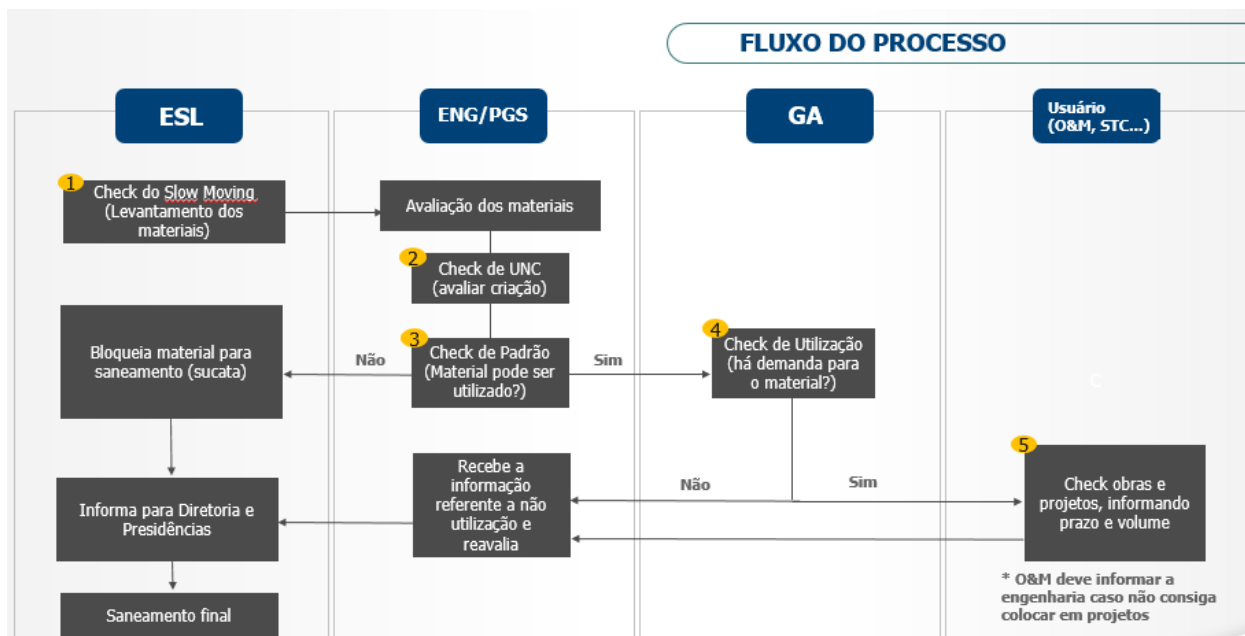 FLUXO DO PROCESSO
ESL
ENG/PGS
GA
Usuário
(O&M, STC...)
1
Check do Slow Moving
(Levantamento dos
materiais)
Avaliação dos materiais
2
Check de UNC
(avaliar criação)
Bloqueia material para
saneamento (sucata)
Não
3
Check de Padrão
(Material pode ser
utilizado?)
Sim
4
Check de Utilização
(há demanda para
o material?)
C
Informa para Diretoria e
Presidências
Recebe a
informação
referente a não
utilização e
reavalia
Não
Sim
5
Check obras e
projetos, informando
prazo e volume
* O&M deve informar a
engenharia caso não consiga
colocar em projetos
Saneamento final